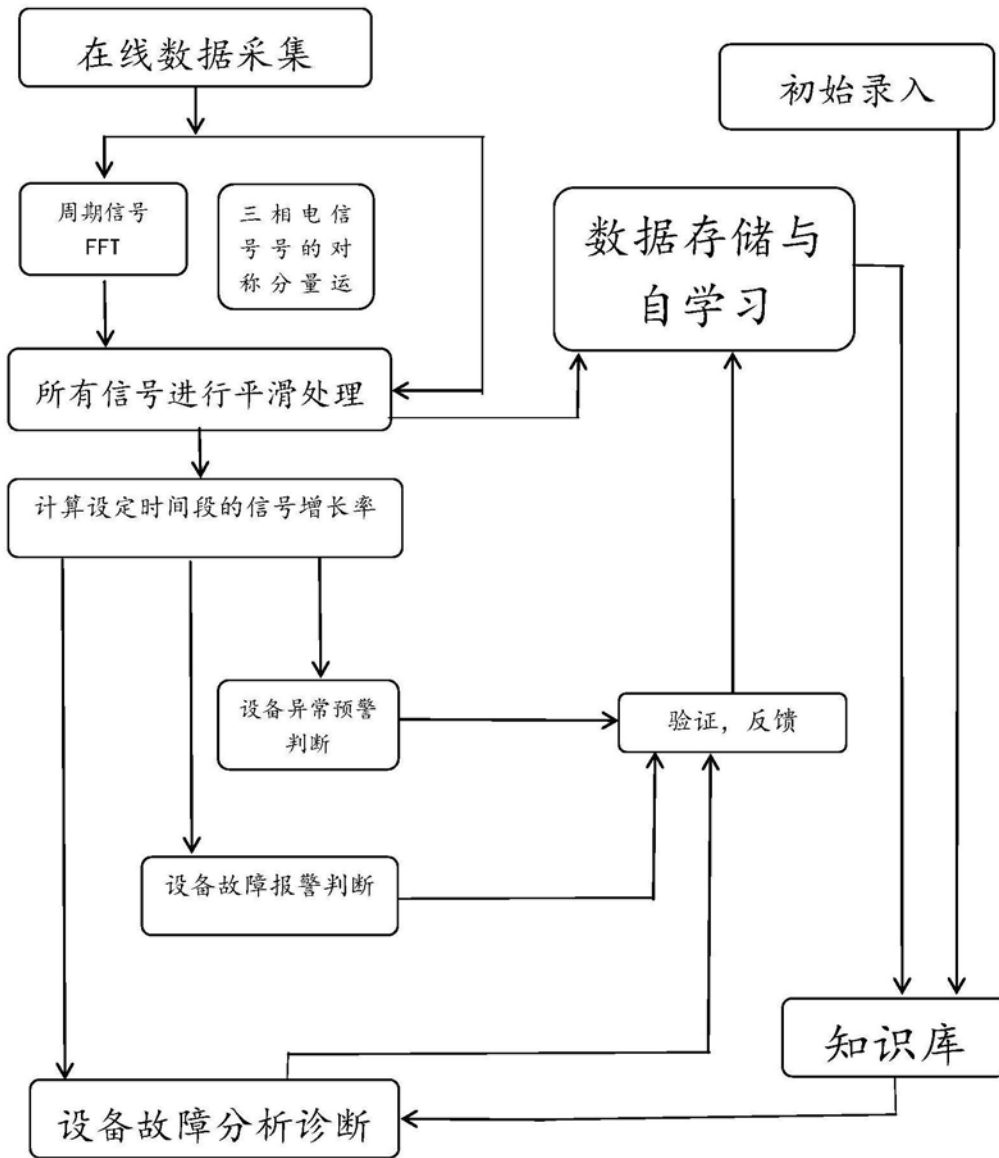 在线数据采集
初始录入
周期信号
FFT
三相电信
号号的对
称分量运
数据存储与
自学习
所有信号进行平滑处理
计算设定时间段的信号增长率
设备异常预警
判断
验证，反馈
设备故障报警判断
知识库
设备故障分析诊断